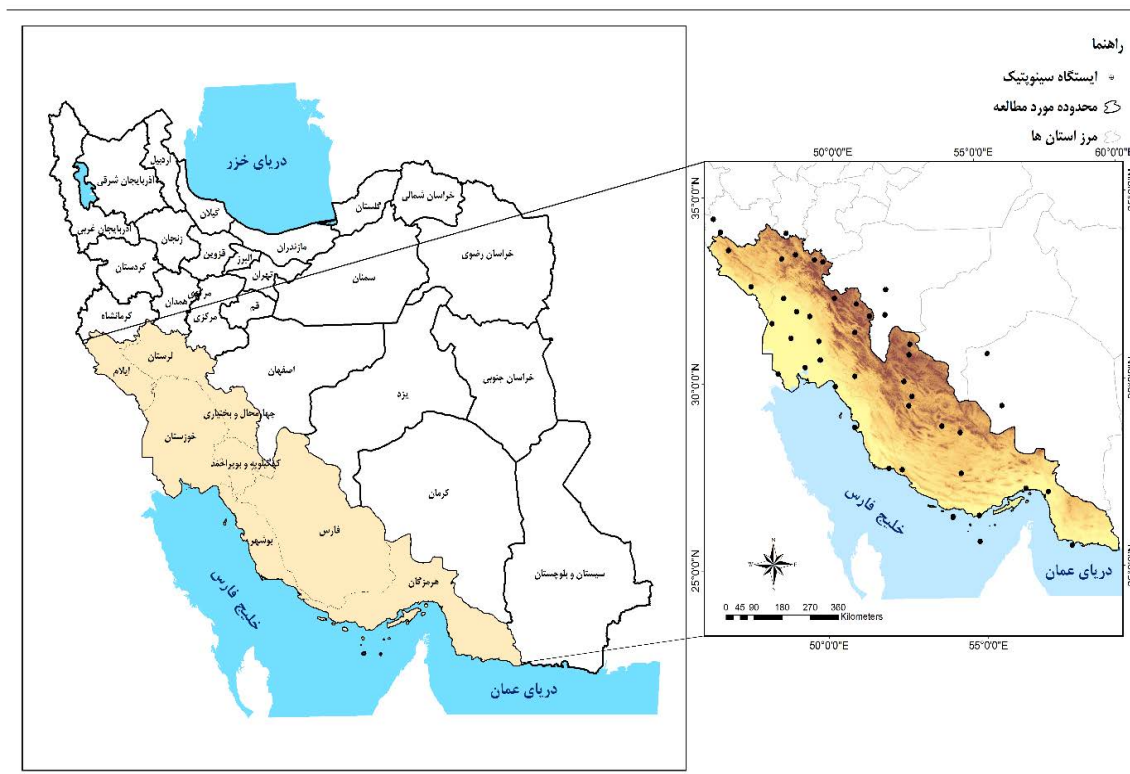 راهنما
ایستگاه سینوپتیک
محدوده مورد مطالعه
مرز استان ها
دریای خزر
اردبیل
آذربایجان شرقی
آذربایجان غربی
گیلان
زنجان
کردستان
قزوین
البرز
تهران
مازندران
گلستان
خراسان شمالی
خراسان رضوی
سمنان
همدان
مرکزی
مرکزی
قم
کرمانشاه
لرستان
ایلام
اصفهان
یزد
خراسان جنوبی
چهارمحال و بختیاری
خوزستان
کهگیلویه و بویراحمد
فارس
بوشهر
کرمان
هرمزگان
سیستان و بلوچستان
خلیج فارس
دریای عمان
50°0'0"E 55°0'0"E 60°0'0"E
35°0'0"N
30°0'0"N
25°0'0"N
خلیج فارس
دریای عمان
N
0 45 90 180 270 360
Kilometers
50°0'0"E 55°0'0"E